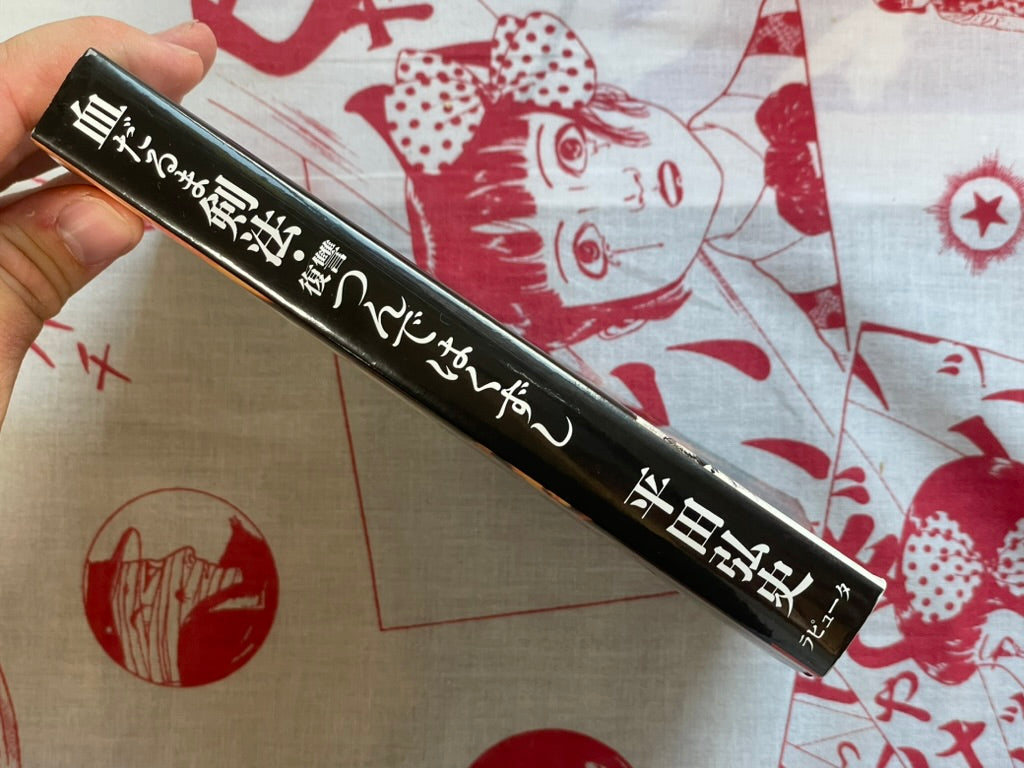 血だるま剣法・復讐つんではくずし
平田弘史
ラピュータ